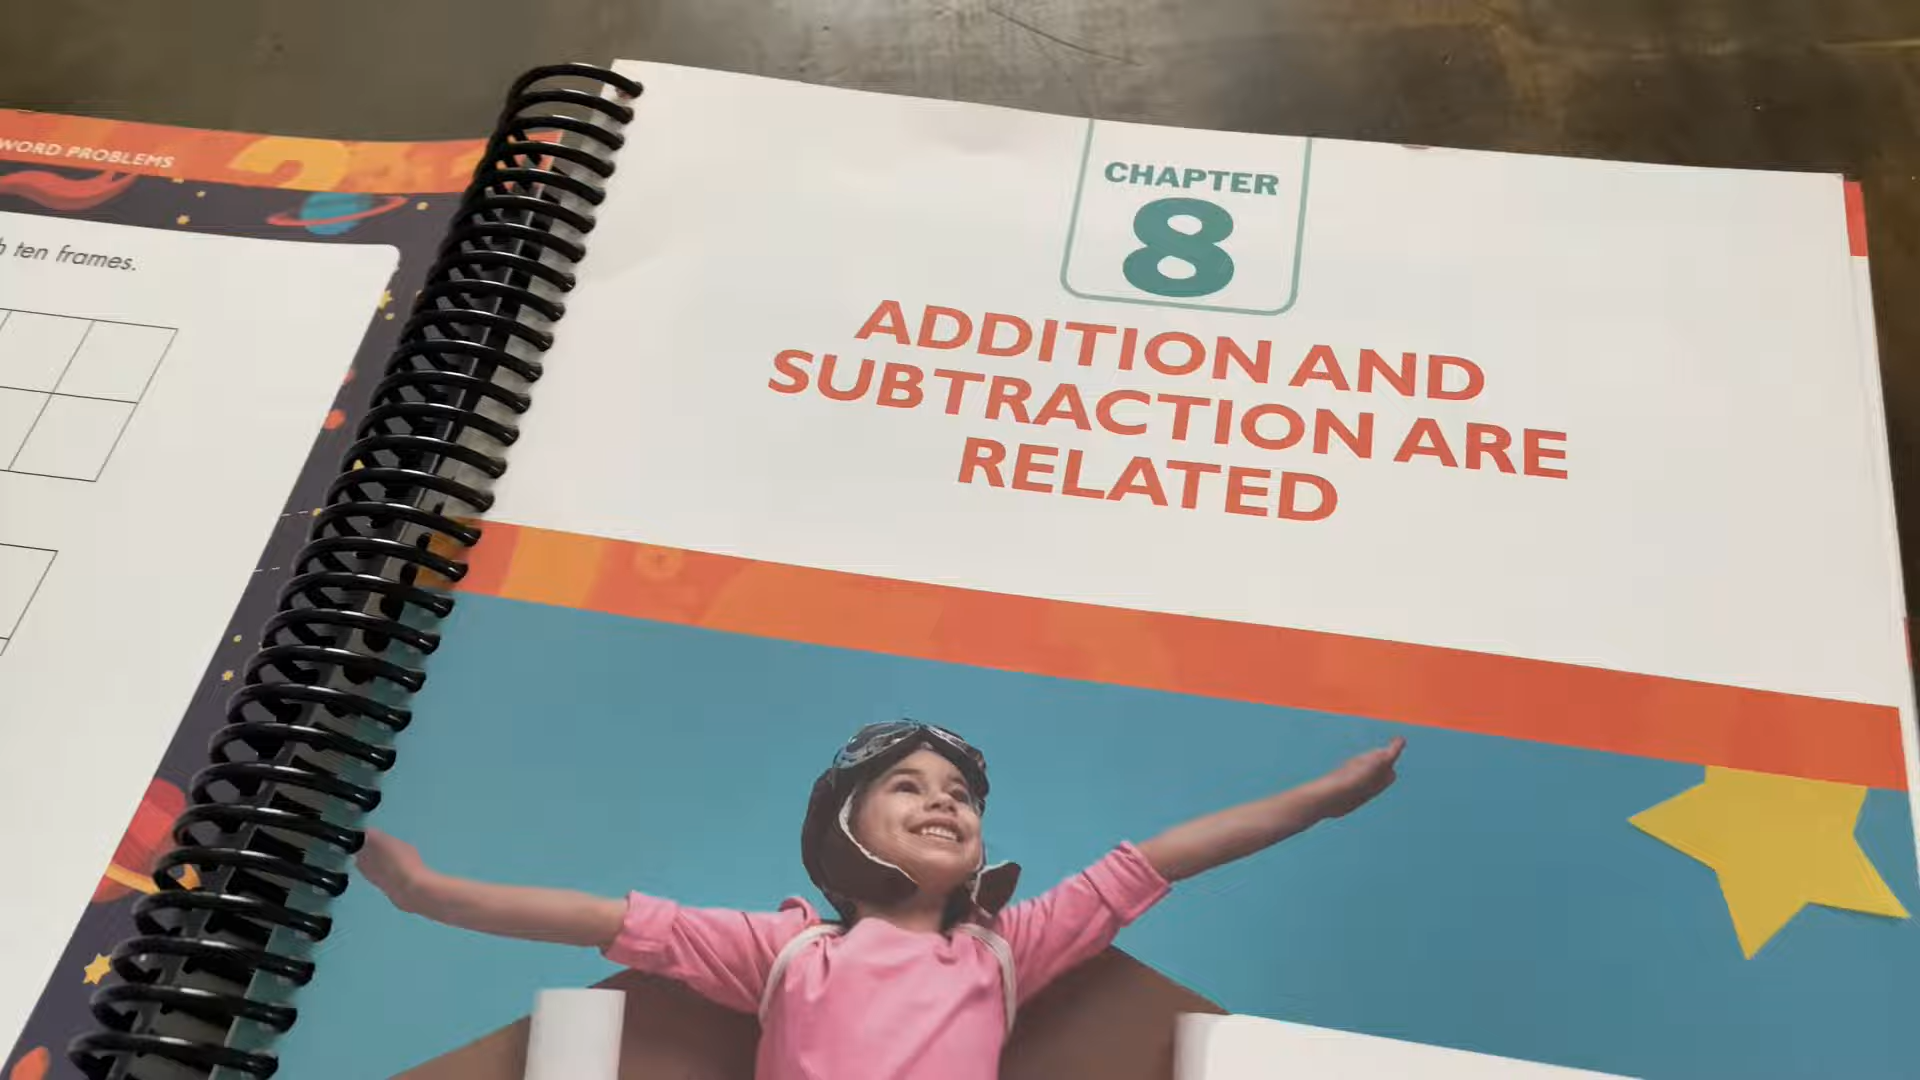 WORD PROBLEMS
ten frames.
CHAPTER
8
ADDITION AND
SUBTRACTION ARE
RELATED